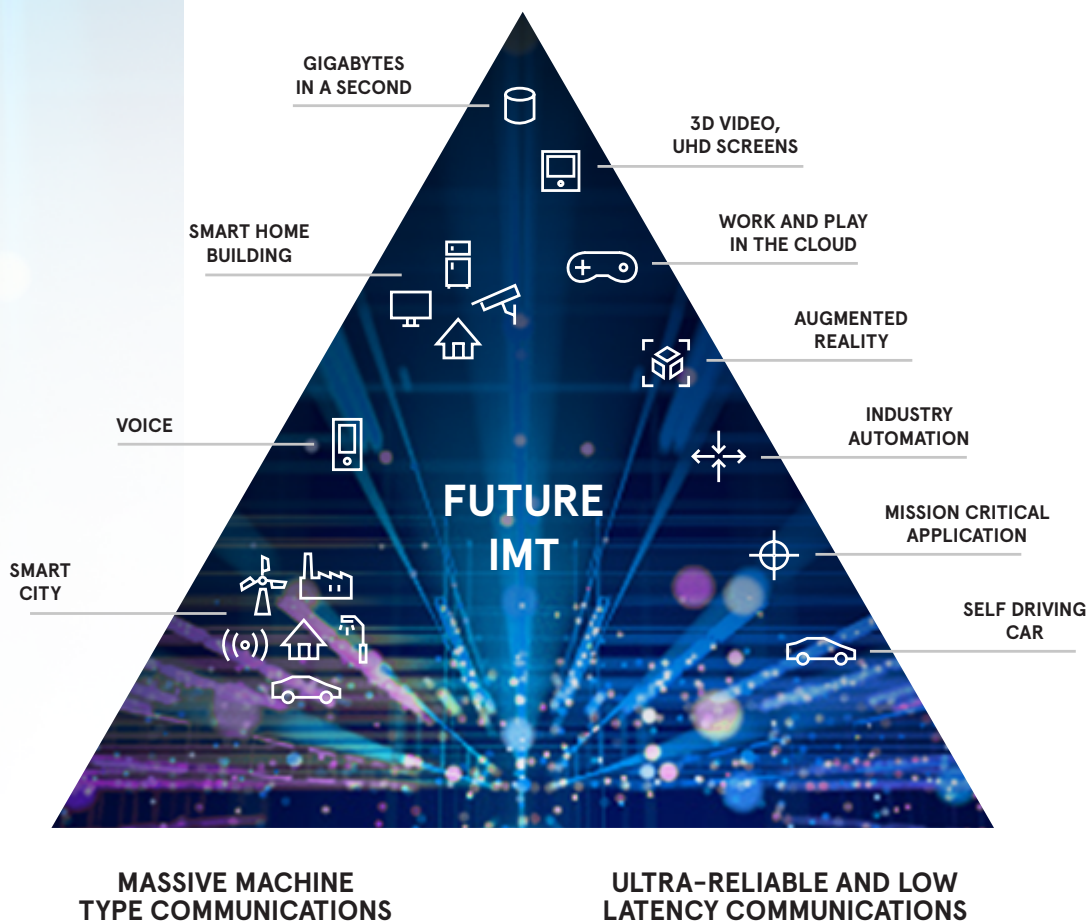 GIGABYTES
IN A SECOND
3D VIDEO,
UHD SCREENS
SMART HOME
BUILDING
WORK AND PLAY
IN THE CLOUD
AUGMENTED
REALITY
VOICE
INDUSTRY
AUTOMATION
FUTURE
IMT
MISSION CRITICAL
APPLICATION
SMART
CITY
SELF DRIVING
CAR
MASSIVE MACHINE
TYPE COMMUNICATIONS
ULTRA-RELIABLE AND LOW
LATENCY COMMUNICATIONS